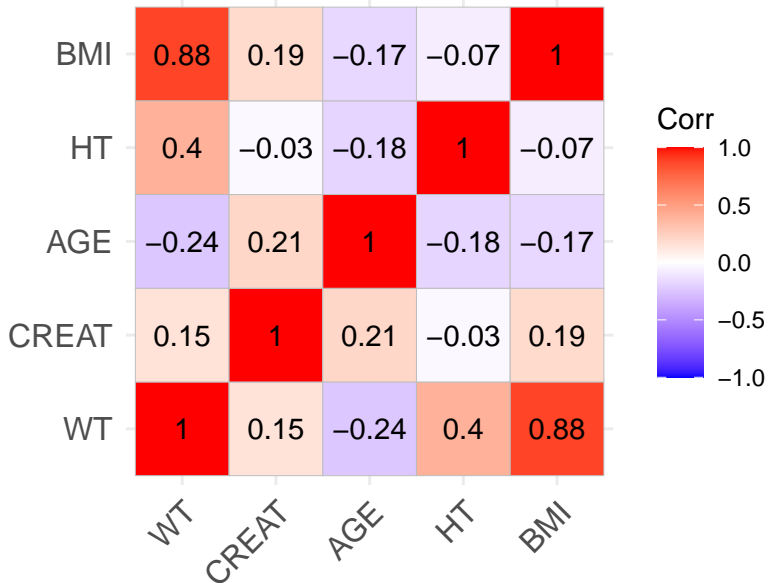 BMI 0.88 0.19 −0.17 −0.07 1
HT 0.4 −0.03 −0.18 1 −0.07
AGE −0.24 0.21 1 −0.18 −0.17
CREAT 0.15 1 0.21 −0.03 0.19
WT 1 0.15 −0.24 0.4 0.88
WT CREAT AGE HT BMI
Corr
1.0
0.5
0.0
−0.5
−1.0